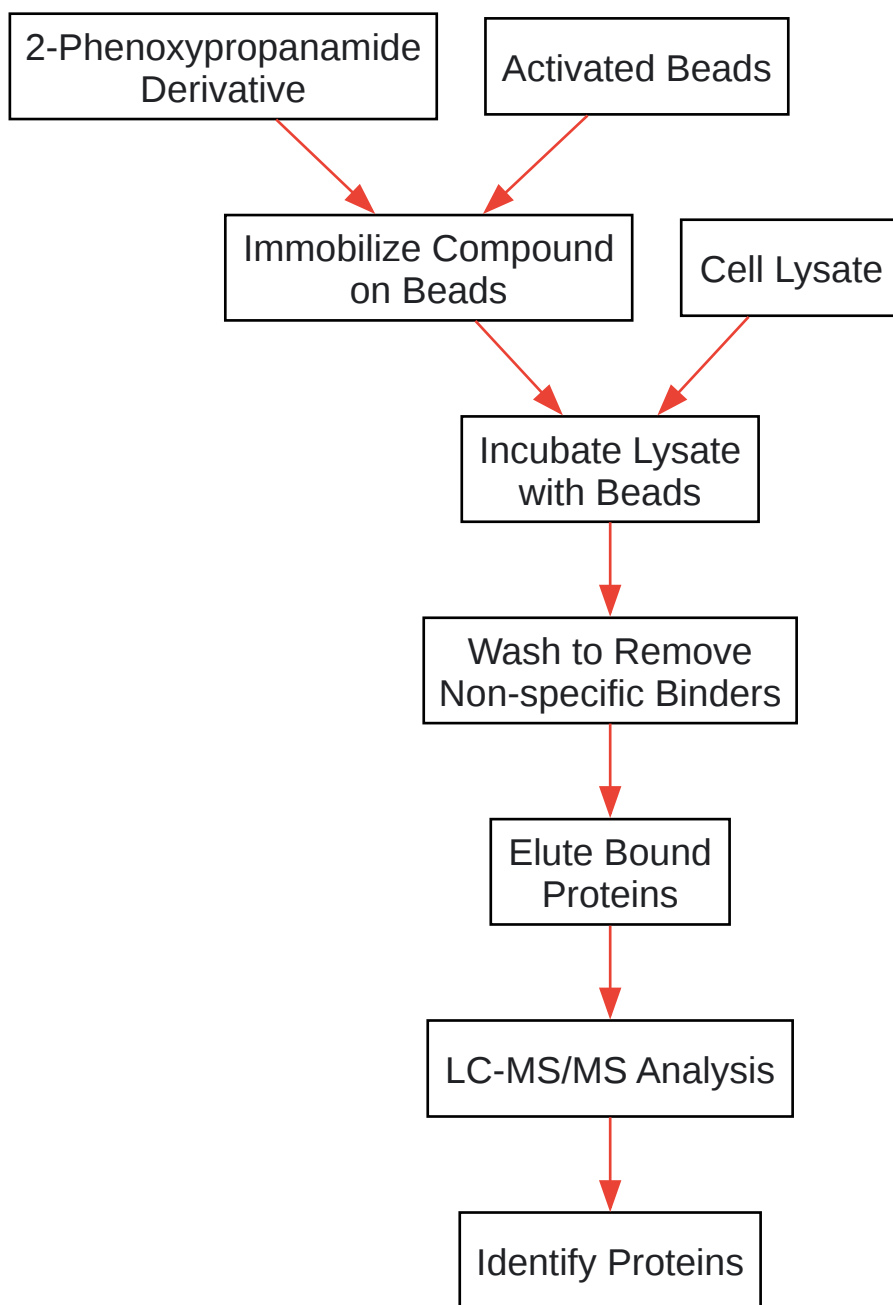 2-Phenoxypropanamide
Derivative
Activated Beads
Immobilize Compound
on Beads
Cell Lysate
Incubate Lysate
with Beads
Wash to Remove
Non-specific Binders
Elute Bound
Proteins
LC-MS/MS Analysis
Identify Proteins